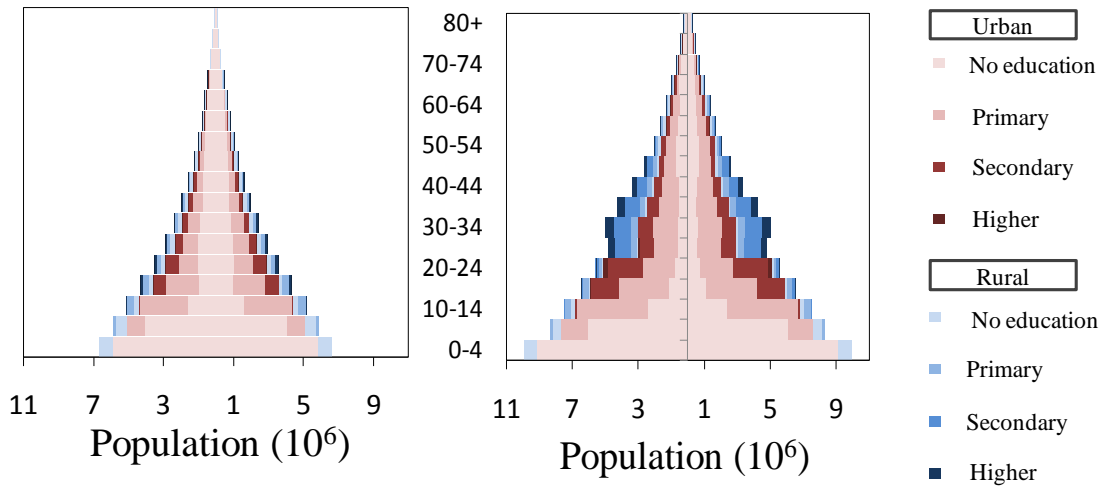 80+
70-74
60-64
50-54
40-44
30-34
20-24
10-14
0-4
11 7 3 1 5 9
Population (10⁶)
11 7 3 1 5 9
Population (10⁶)
Urban
No education
Primary
Secondary
Higher
Rural
No education
Primary
Secondary
Higher